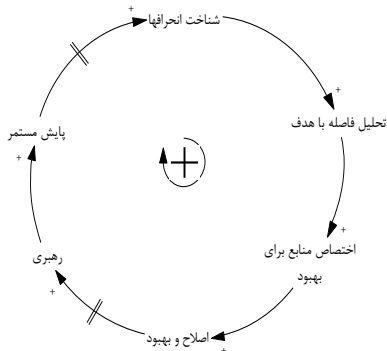 شناخت انحرافها
+
تحلیل فاصله با هدف
+
اختصاص منابع برای
بهبود
+
اصلاح و بهبود
+
رهبری
+
پایش مستمر
+
+